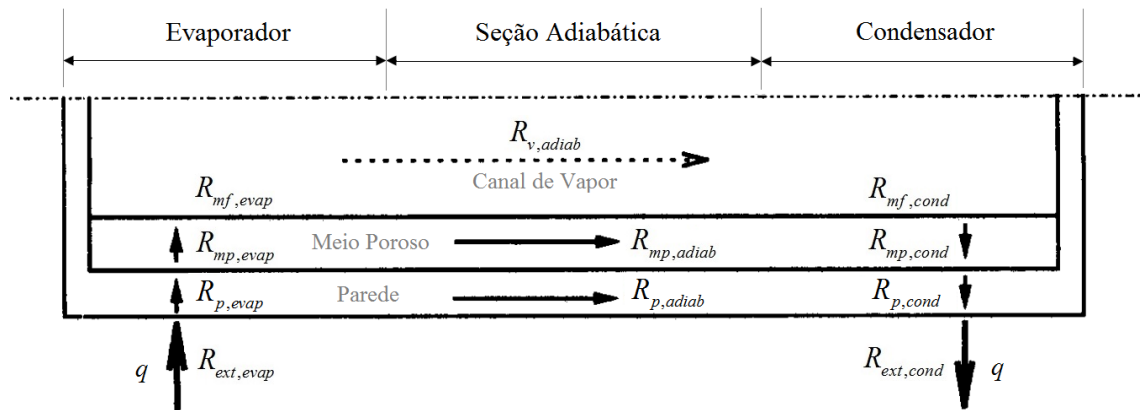 Evaporador Seção Adiabática Condensador
R_{v,adiab}
Canal de Vapor
R_{mf,evap} R_{mf,cond}
R_{mp,evap} Meio Poroso R_{mp,adiab} R_{mp,cond}
R_{p,evap} Parede R_{p,adiab} R_{p,cond}
q R_{ext,evap} R_{ext,cond} q